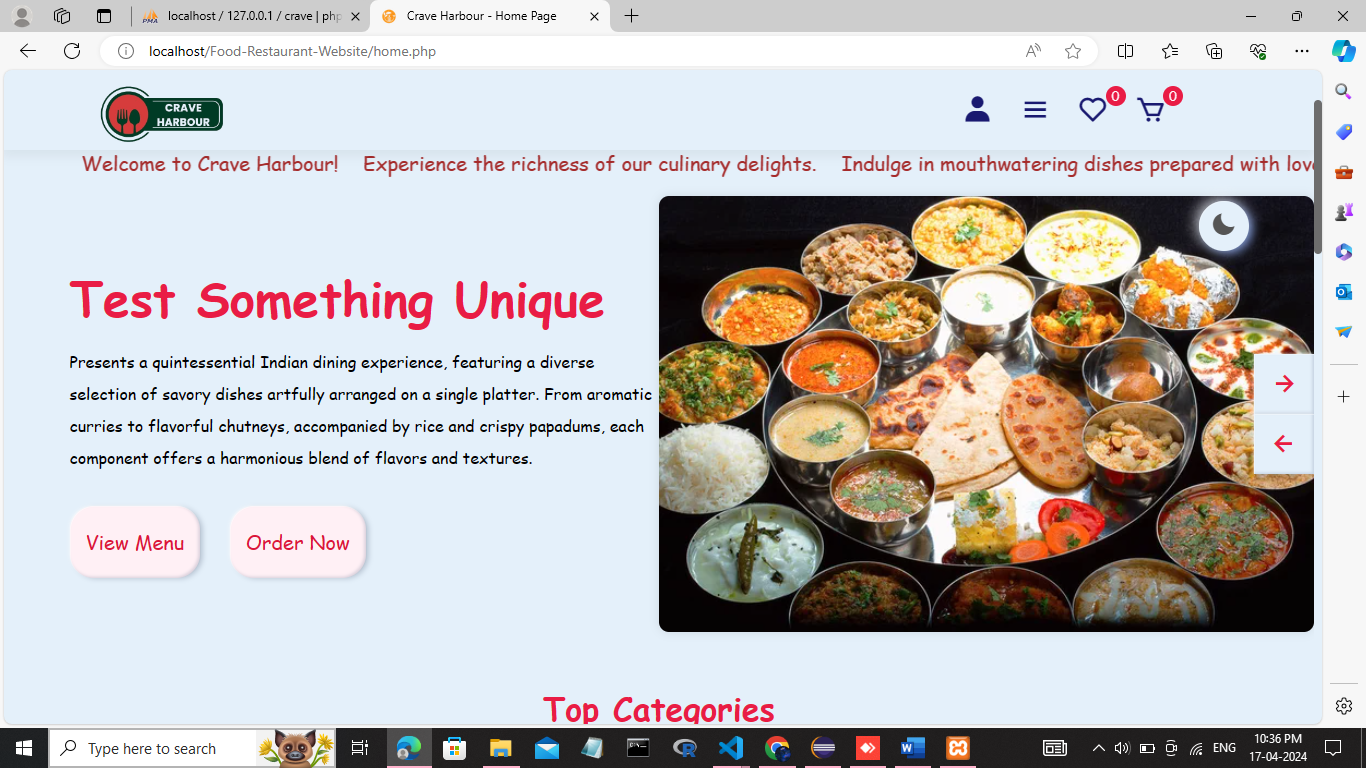 localhost / 127.0.0.1 / crave | php
Crave Harbour - Home Page
localhost/Food-Restaurant-Website/home.php
CRAVE
HARBOUR
0
0
Welcome to Crave Harbour! Experience the richness of our culinary delights. Indulge in mouthwatering dishes prepared with love
Test Something Unique
Presents a quintessential Indian dining experience, featuring a diverse
selection of savory dishes artfully arranged on a single platter. From aromatic
curries to flavorful chutneys, accompanied by rice and crispy papadums, each
component offers a harmonious blend of flavors and textures.
View Menu
Order Now
Top Categories
Type here to search
ENG
10:36 PM
17-04-2024